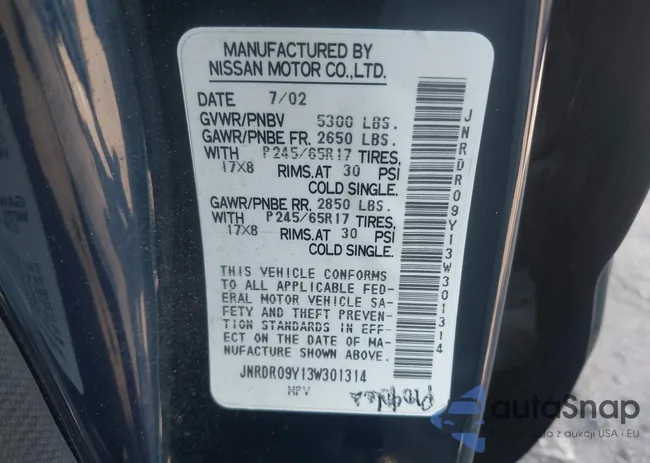 MANUFACTURED BY
NISSAN MOTOR CO.,LTD.
DATE 7/02
GVWR/PNBV 5300 LBS.
GAWR/PNBE FR. 2650 LBS.
WITH P245/65R17 TIRES,
17X8 RIMS.AT 30 PSI
COLD SINGLE.
GAWR/PNBE RR. 2850 LBS.
WITH P245/65R17 TIRES,
17X8 RIMS.AT 30 PSI
COLD SINGLE.
THIS VEHICLE CONFORMS
TO ALL APPLICABLE FED-
ERAL MOTOR VEHICLE SA-
FETY AND THEFT PREVEN-
TION STANDARDS IN EFF-
ECT ON THE DATE OF MA-
NUFACTURE SHOWN ABOVE.
JNRDR09Y13W301314
MPV
JNRDR09Y13W301314
autoSnap
Profesjonalna z aukcji USA i EU